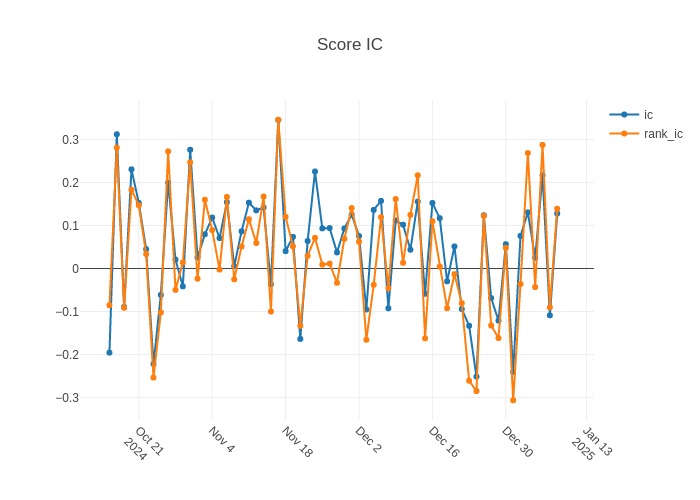 Score IC
ic
rank_ic
0.3
0.2
0.1
0
−0.1
−0.2
−0.3
Oct 21
2024
Nov 4
Nov 18
Dec 2
Dec 16
Dec 30
Jan 13
2025